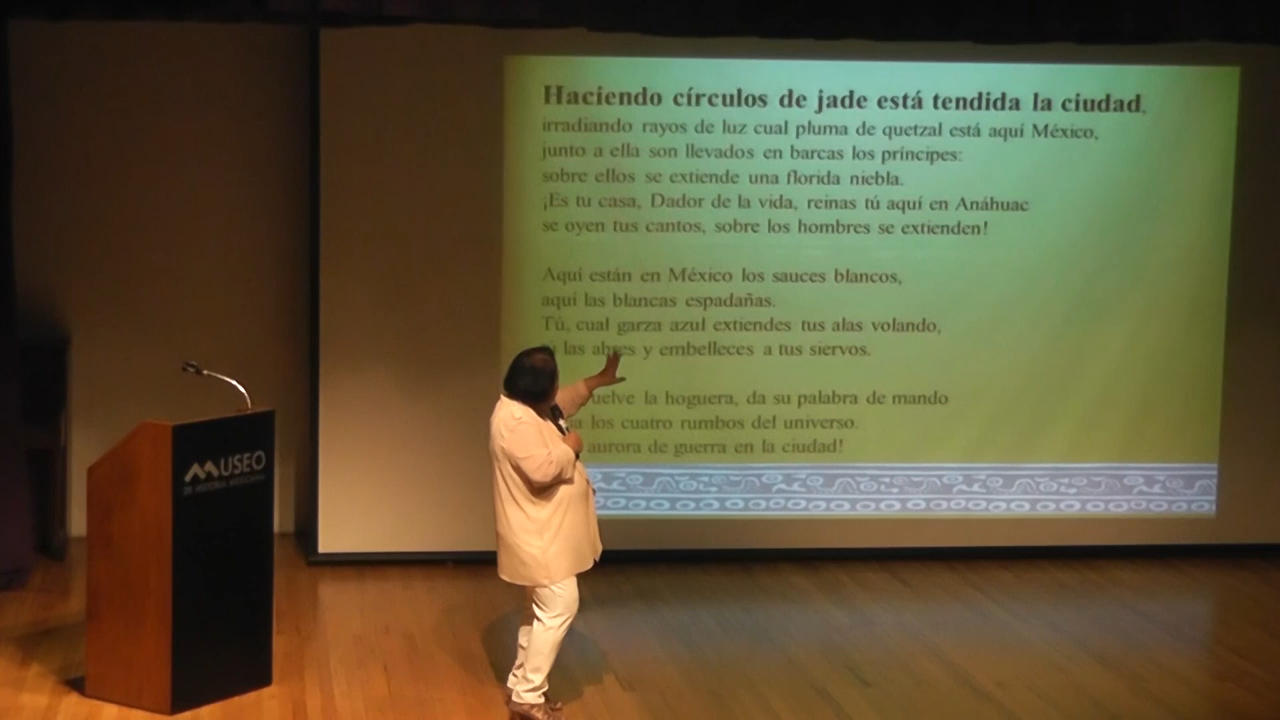 Haciendo círculos de jade está tendida la ciudad,
irradiando rayos de luz cual pluma de quetzal está aquí México,
junto a ella son llevados en barcas los príncipes:
sobre ellos se extiende una florida niebla.
¡Es tu casa, Dador de la vida, reinas tú aquí en Anáhuac
se oyen tus cantos, sobre los hombres se extienden!
Aquí están en México los sauces blancos,
aquí las blancas espadañas.
Tú, cual garza azul extiendes tus alas volando,
las abres y embelleces a tus siervos.
la hoguera, da su palabra de mando
los cuatro rumbos del universo.
aurora de guerra en la ciudad!
MUSEO
DE HISTORIA MEXICANA